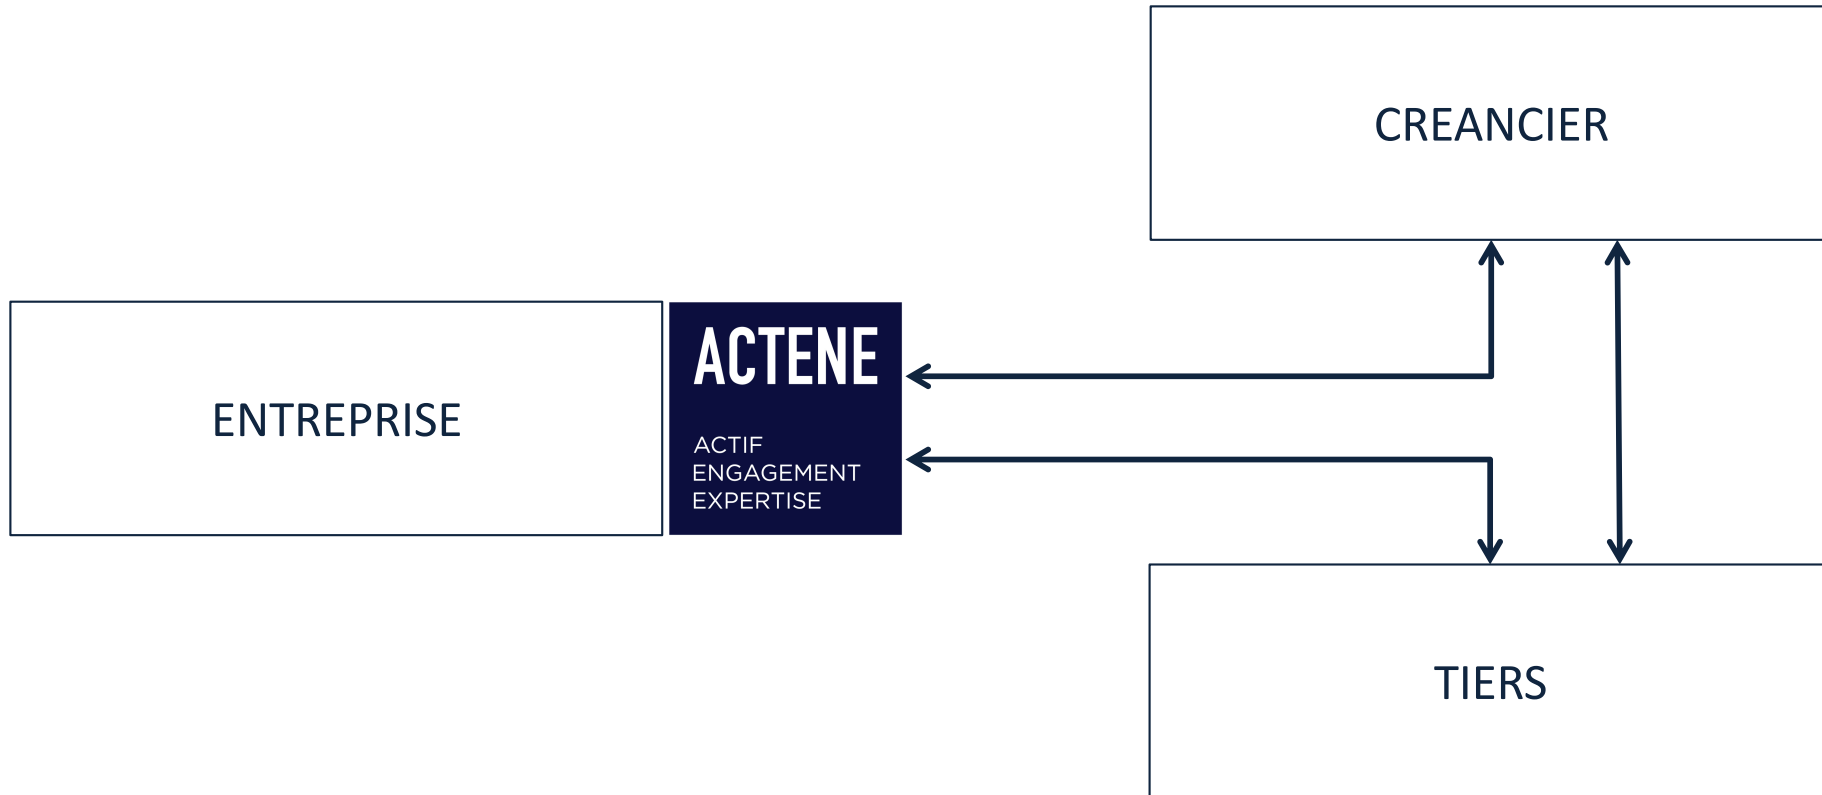 CREANCIER
ENTREPRISE
ACTENE
ACTIF
ENGAGEMENT
EXPERTISE
TIERS